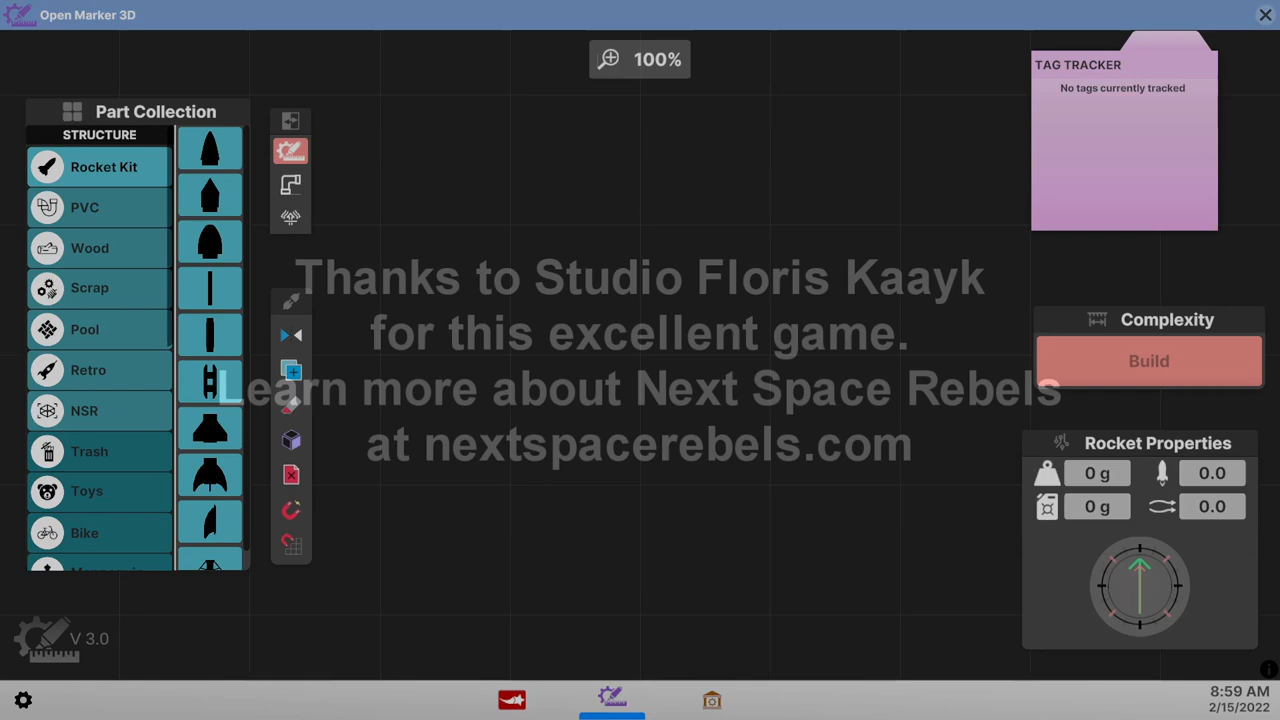 Open Marker 3D
100%
TAG TRACKER
No tags currently tracked
Part Collection
STRUCTURE
Rocket Kit
PVC
Wood
Scrap
Pool
Retro
NSR
Trash
Toys
Bike
Thanks to Studio Floris Kaayk
for this excellent game.
Learn more about Next Space Rebels
at nextspacerebels.com
Complexity
Build
Rocket Properties
0 g 0.0
0 g 0.0
V 3.0
8:59 AM
2/15/2022